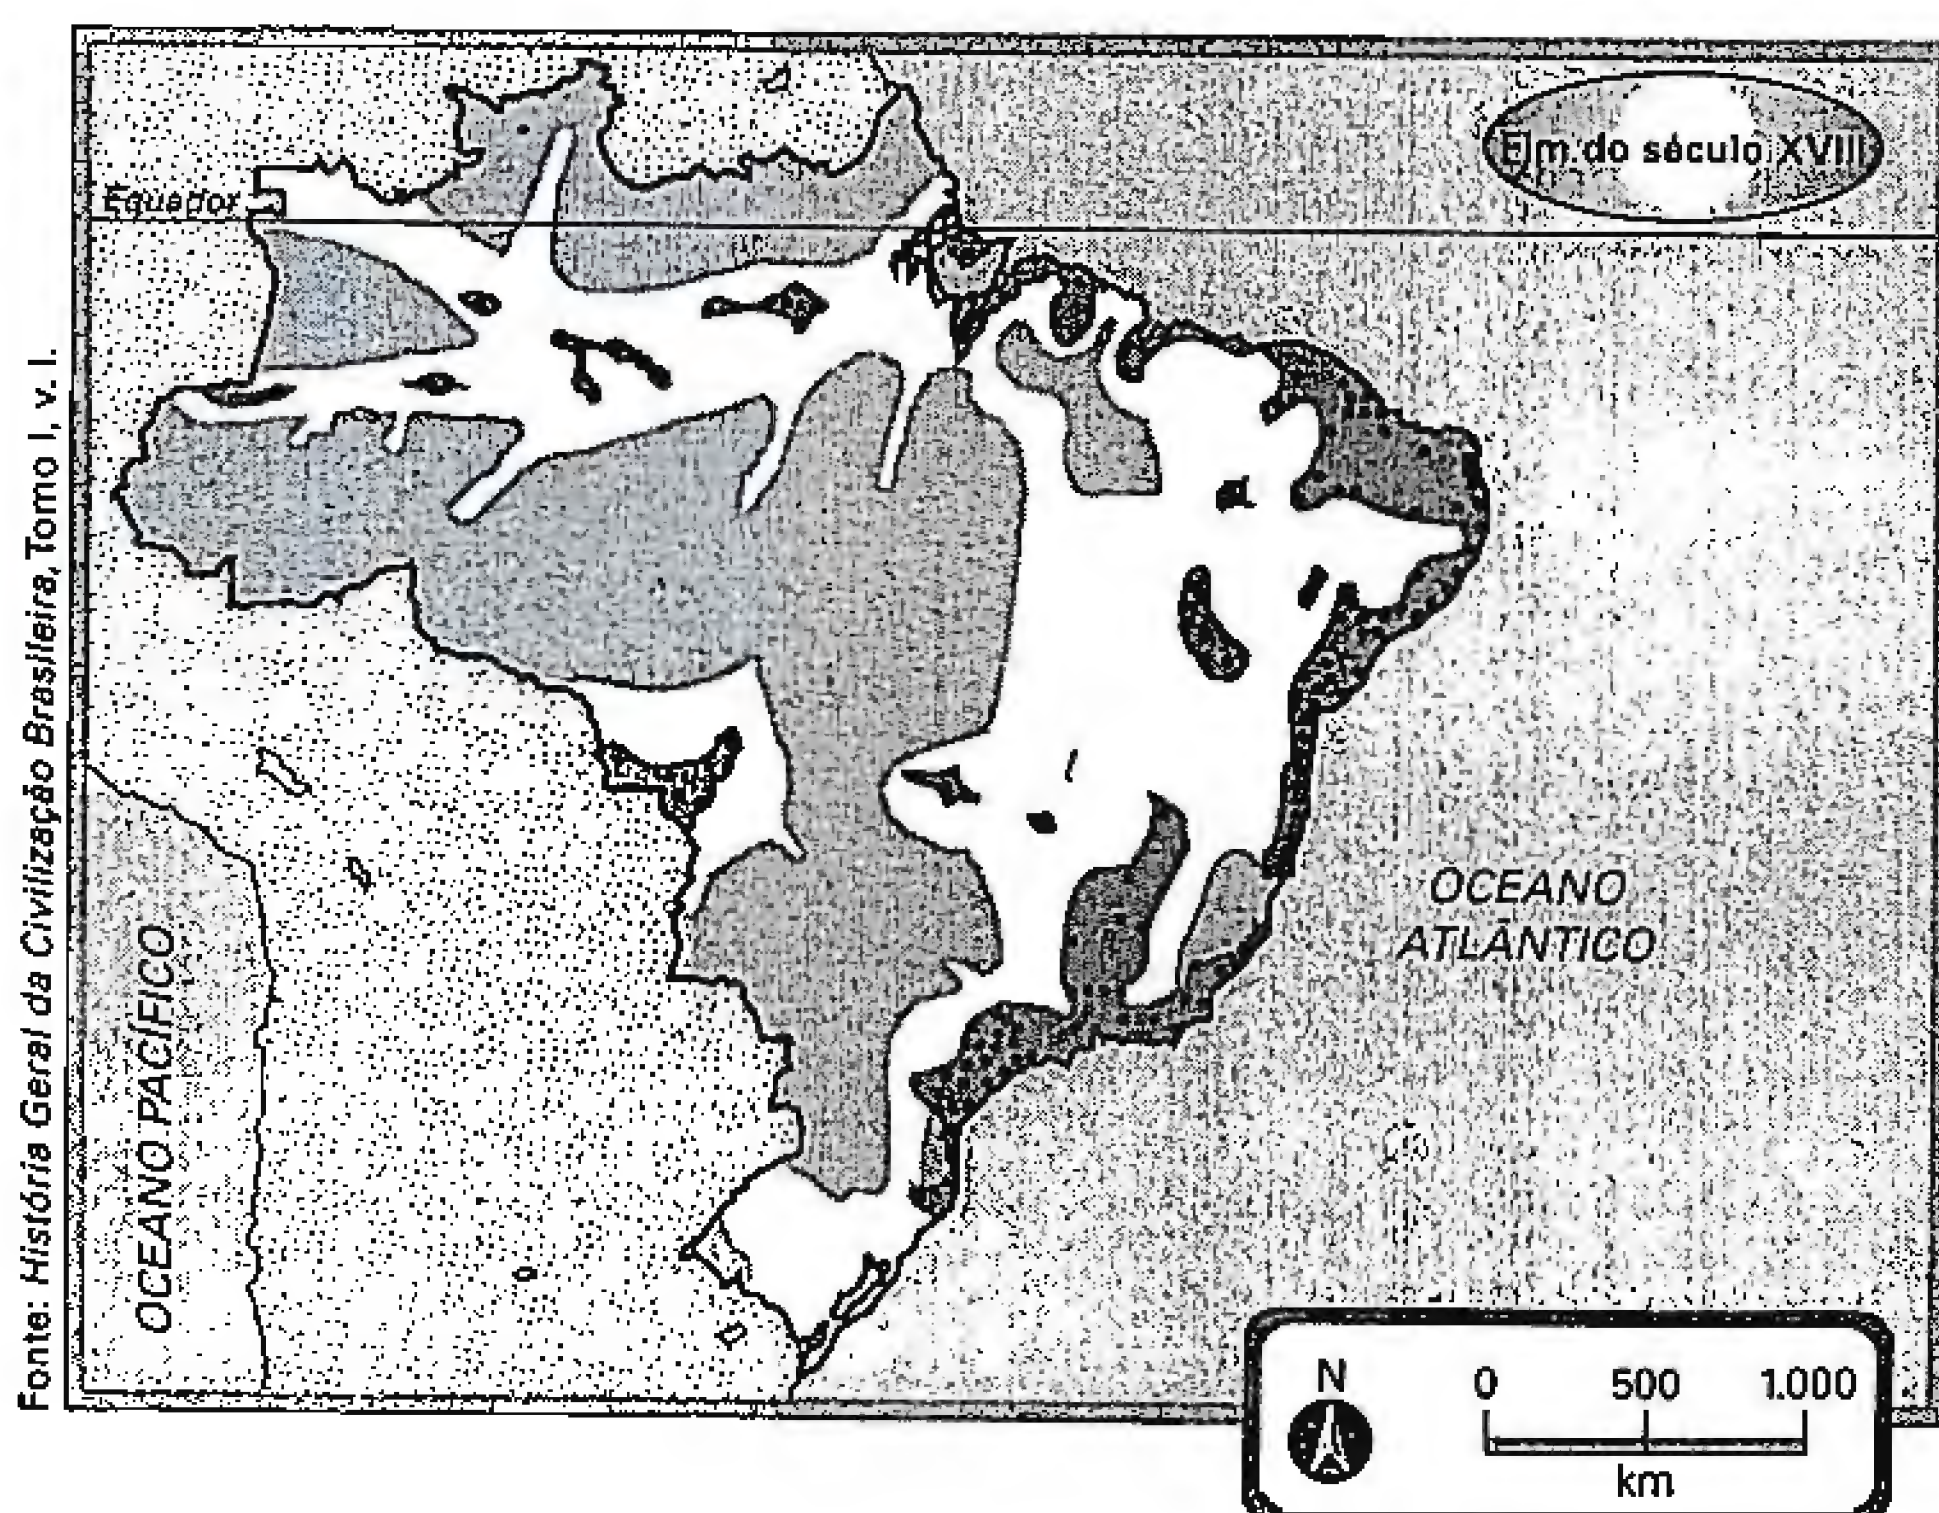 Fim do século XVIII
Equador
OCEANO
ATLÂNTICO
OCEANO PACÍFICO
Fonte: História Geral da Civilização Brasileira, Tomo I, v. I.
N
0 500 1.000
km